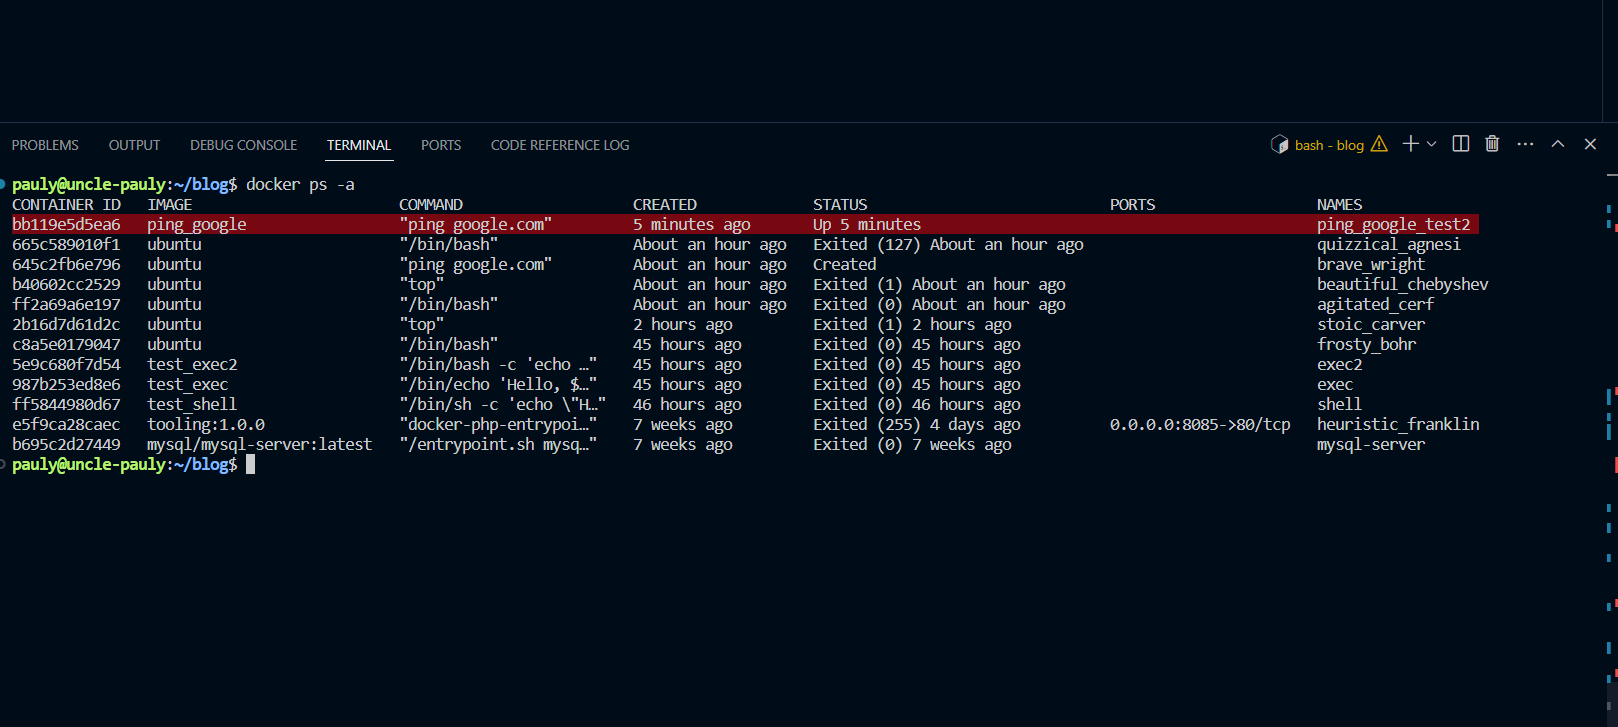 PROBLEMS OUTPUT DEBUG CONSOLE TERMINAL PORTS CODE REFERENCE LOG bash - blog
pauly@uncle-pauly:~/blog$ docker ps -a
CONTAINER ID IMAGE COMMAND CREATED STATUS PORTS NAMES
bb119e5d5ea6 ping_google "ping google.com" 5 minutes ago Up 5 minutes ping_google_test2
665c589010f1 ubuntu "/bin/bash" About an hour ago Exited (127) About an hour ago quizzical_agnesi
645c2fb6e796 ubuntu "ping google.com" About an hour ago Created brave_wright
b40602cc2529 ubuntu "top" About an hour ago Exited (1) About an hour ago beautiful_chebyshev
ff2a69a6e197 ubuntu "/bin/bash" About an hour ago Exited (0) About an hour ago agitated_cerf
2b16d7d61d2c ubuntu "top" 2 hours ago Exited (1) 2 hours ago stoic_carver
c8a5e0179047 ubuntu "/bin/bash" 45 hours ago Exited (0) 45 hours ago frosty_bohr
5e9c680f7d54 test_exec2 "/bin/bash -c 'echo …" 45 hours ago Exited (0) 45 hours ago exec2
987b253ed8e6 test_exec "/bin/echo 'Hello, $…" 45 hours ago Exited (0) 45 hours ago exec
ff5844980d67 test_shell "/bin/sh -c 'echo \"H…" 46 hours ago Exited (0) 46 hours ago shell
e5f9ca28caec tooling:1.0.0 "docker-php-entrypoi…" 7 weeks ago Exited (255) 4 days ago 0.0.0.0:8085->80/tcp heuristic_franklin
b695c2d27449 mysql/mysql-server:latest "/entrypoint.sh mysq…" 7 weeks ago Exited (0) 7 weeks ago mysql-server
pauly@uncle-pauly:~/blog$